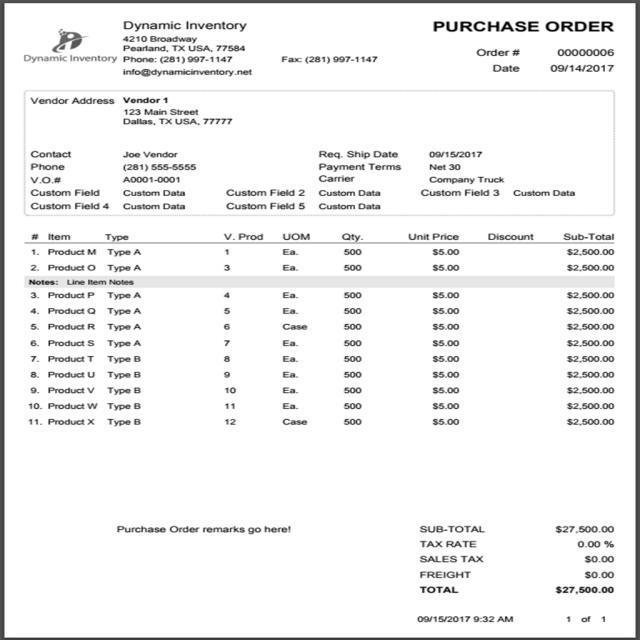 Dynamic Inventory
PURCHASE ORDER
4210 Broadway
Pearland, TX USA, 77584
Dynamic Inventory Phone: (281) 997-1147 Fax: (281) 997-1147
info@dynamicinventory.net
Order # 00000006
Date 09/14/2017
Vendor Address Vendor 1
123 Main Street
Dallas, TX USA, 77777
Contact Joe Vendor Req. Ship Date 09/15/2017
Phone (281) 555-5555 Payment Terms Net 30
V.O.# A0001-0001 Carrier Company Truck
Custom Field Custom Data Custom Field 2 Custom Data Custom Field 3 Custom Data
Custom Field 4 Custom Data Custom Field 5 Custom Data
# Item Type V. Prod UOM Qty. Unit Price Discount Sub-Total
1. Product M Type A 1 Ea. 500 $5.00 $2,500.00
2. Product O Type A 3 Ea. 500 $5.00 $2,500.00
Notes: Line Item Notes
3. Product P Type A 4 Ea. 500 $5.00 $2,500.00
4. Product Q Type A 5 Ea. 500 $5.00 $2,500.00
5. Product R Type A 6 Case 500 $5.00 $2,500.00
6. Product S Type A 7 Ea. 500 $5.00 $2,500.00
7. Product T Type B 8 Ea. 500 $5.00 $2,500.00
8. Product U Type B 9 Ea. 500 $5.00 $2,500.00
9. Product V Type B 10 Ea. 500 $5.00 $2,500.00
10. Product W Type B 11 Ea. 500 $5.00 $2,500.00
11. Product X Type B 12 Case 500 $5.00 $2,500.00
Purchase Order remarks go here! SUB-TOTAL $27,500.00
TAX RATE 0.00 %
SALES TAX $0.00
FREIGHT $0.00
TOTAL $27,500.00
09/15/2017 9:32 AM 1 of 1